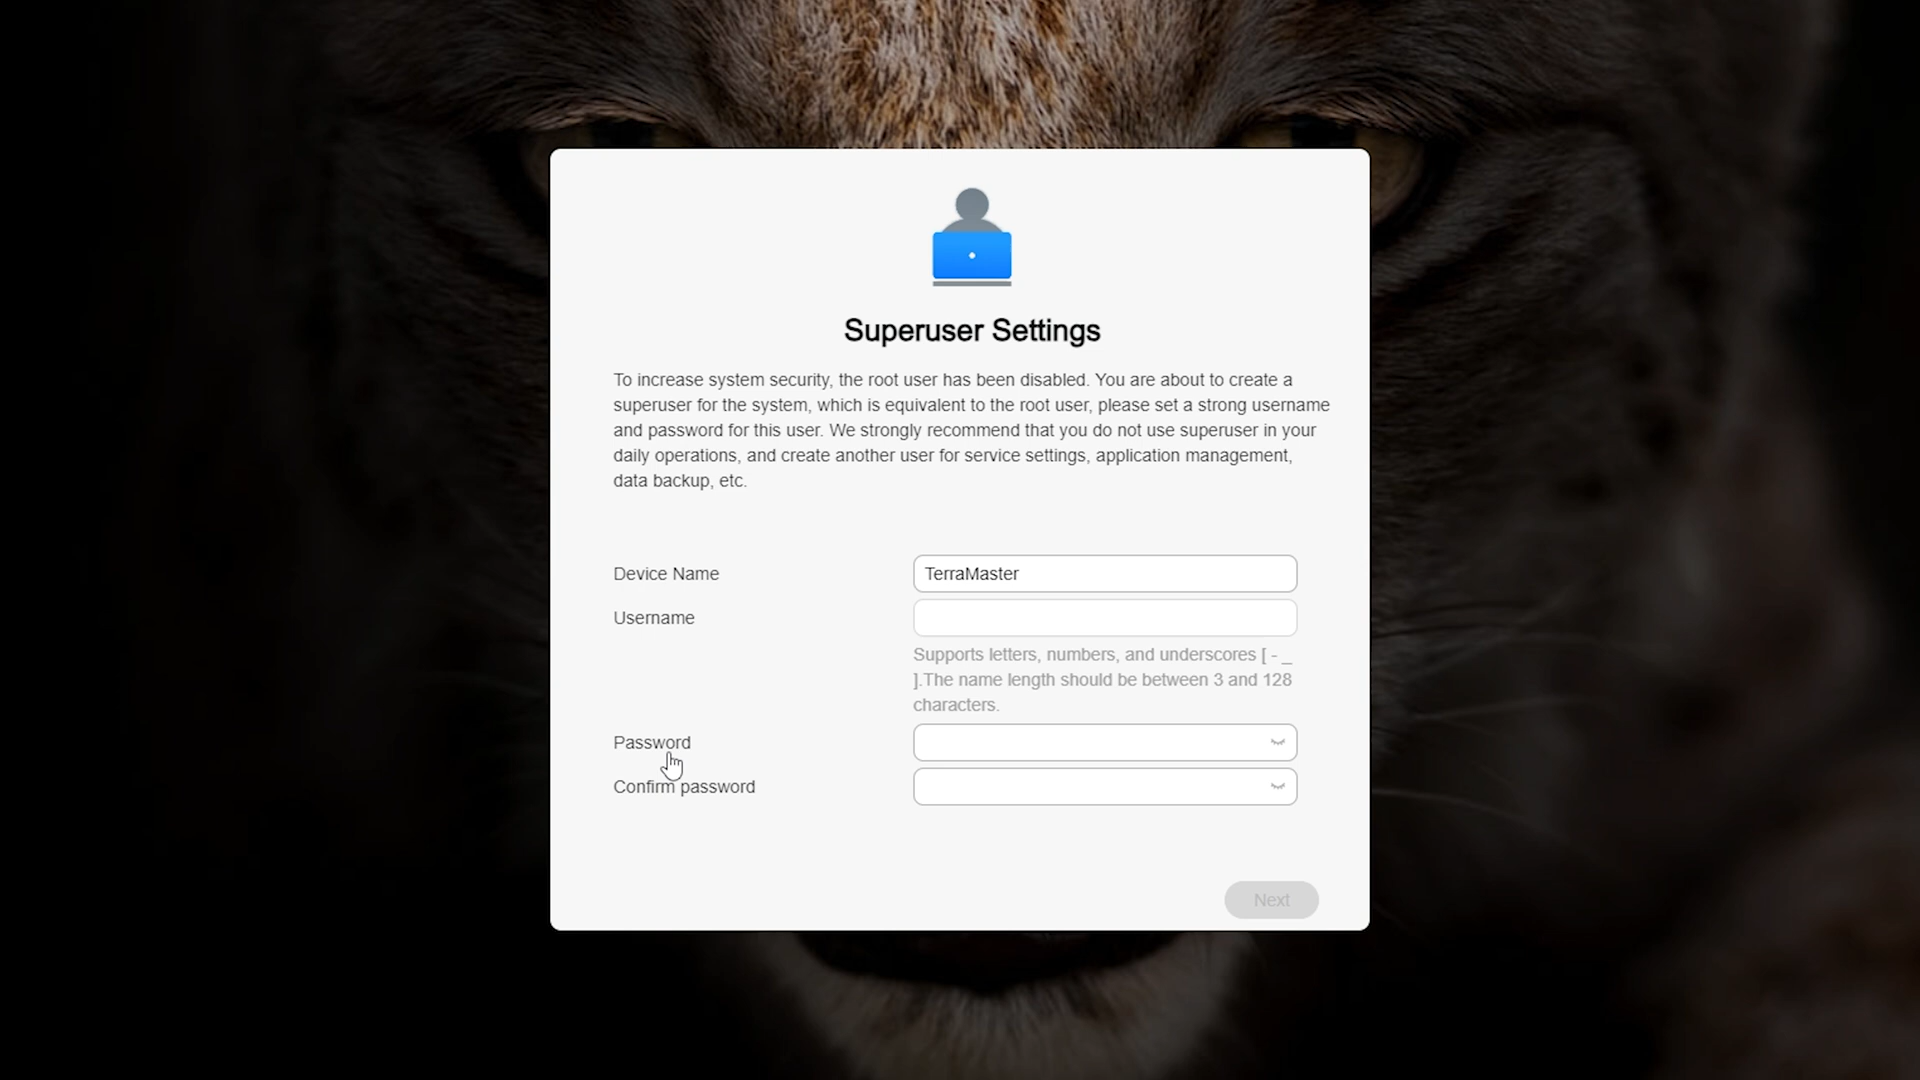 Superuser Settings
To increase system security, the root user has been disabled. You are about to create a
superuser for the system, which is equivalent to the root user, please set a strong username
and password for this user. We strongly recommend that you do not use superuser in your
daily operations, and create another user for service settings, application management,
data backup, etc.
Device Name
TerraMaster
Username
Supports letters, numbers, and underscores [ - _
].The name length should be between 3 and 128
characters.
Password
Confirm password
Next